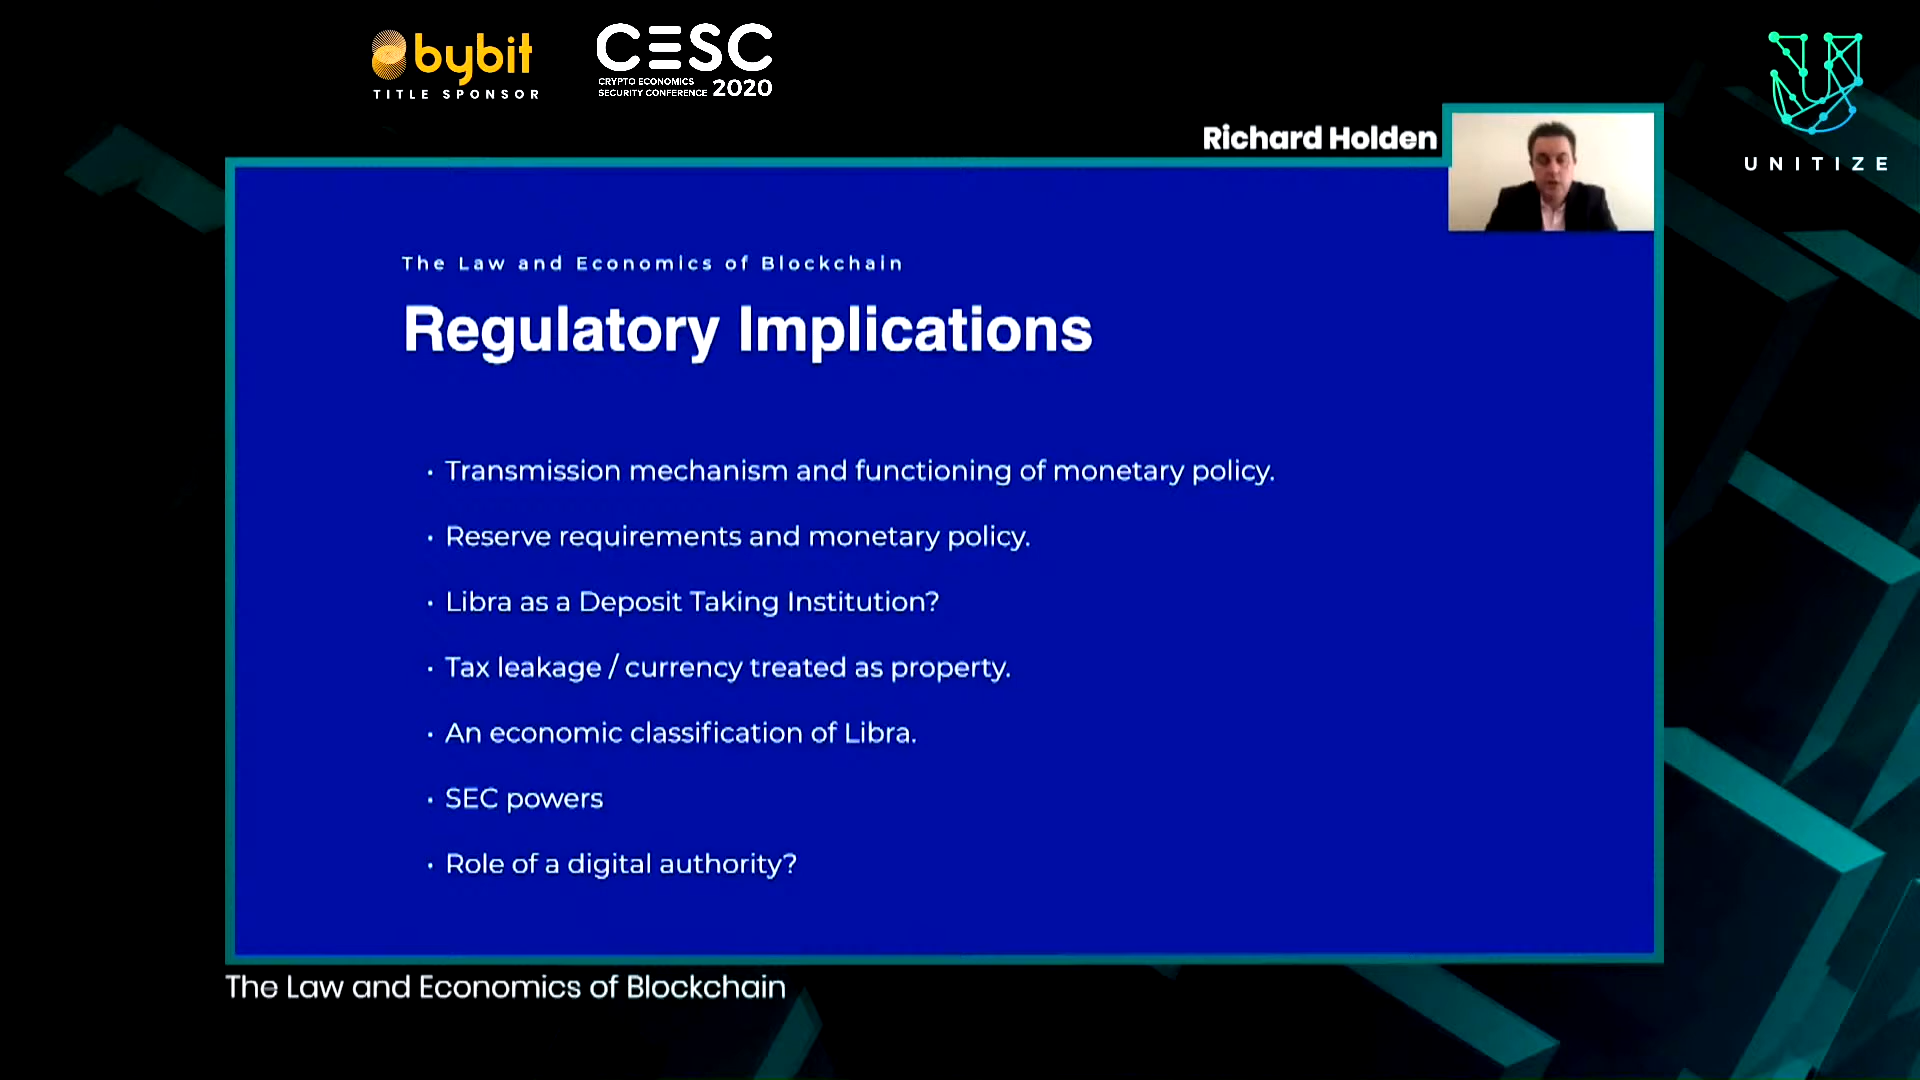 bybit
TITLE SPONSOR
CESC
CRYPTO ECONOMICS
SECURITY CONFERENCE 2020
UNITIZE
Richard Holden
The Law and Economics of Blockchain
Regulatory Implications
· Transmission mechanism and functioning of monetary policy.
· Reserve requirements and monetary policy.
· Libra as a Deposit Taking Institution?
· Tax leakage / currency treated as property.
· An economic classification of Libra.
· SEC powers
· Role of a digital authority?
The Law and Economics of Blockchain